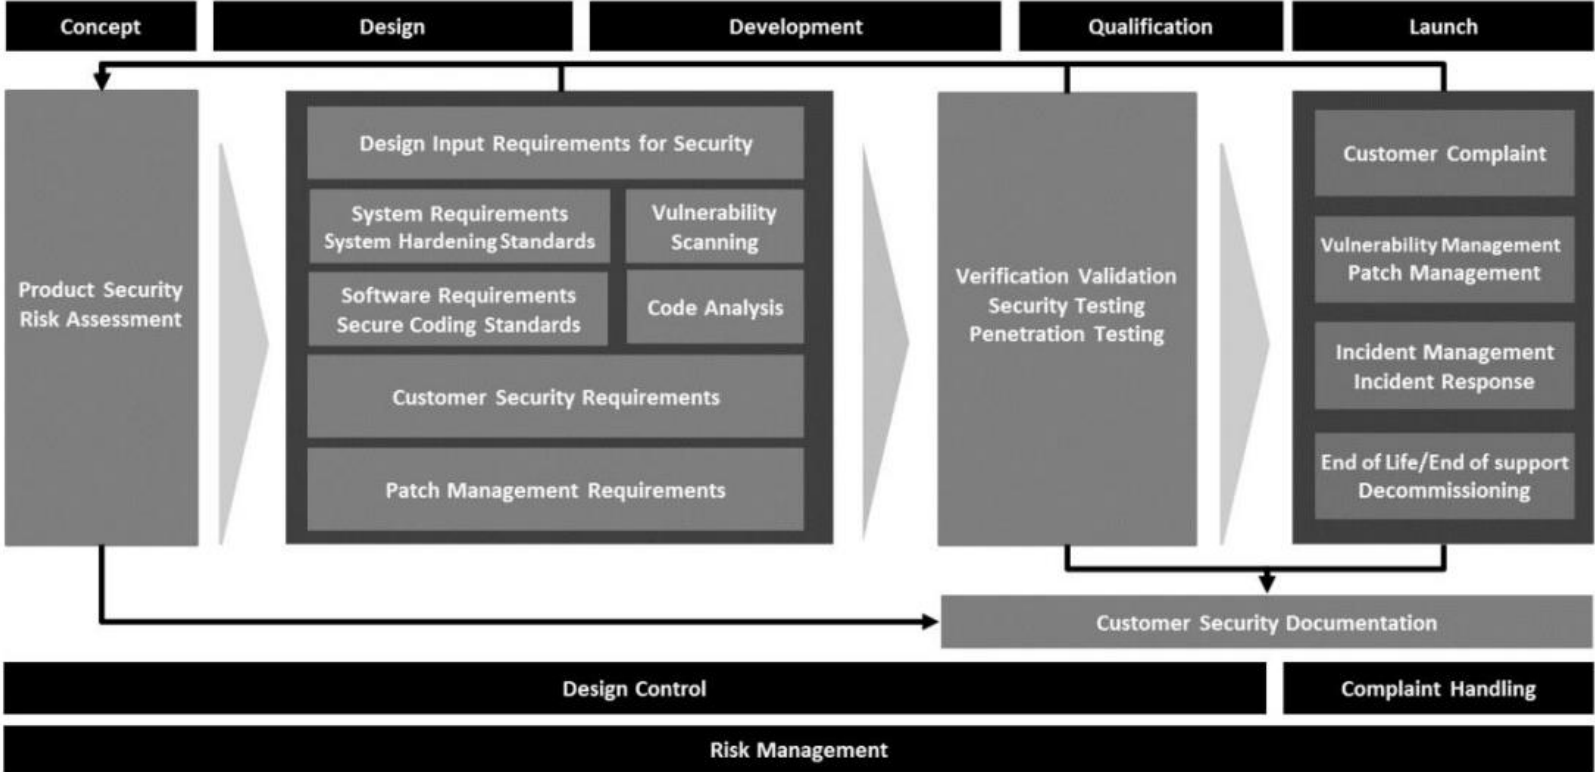 Concept
Design
Development
Qualification
Launch
Product Security
Risk Assessment
Design Input Requirements for Security
System Requirements
System Hardening Standards
Vulnerability
Scanning
Software Requirements
Secure Coding Standards
Code Analysis
Customer Security Requirements
Patch Management Requirements
Verification Validation
Security Testing
Penetration Testing
Customer Complaint
Vulnerability Management
Patch Management
Incident Management
Incident Response
End of Life/End of support
Decommissioning
Customer Security Documentation
Design Control
Complaint Handling
Risk Management